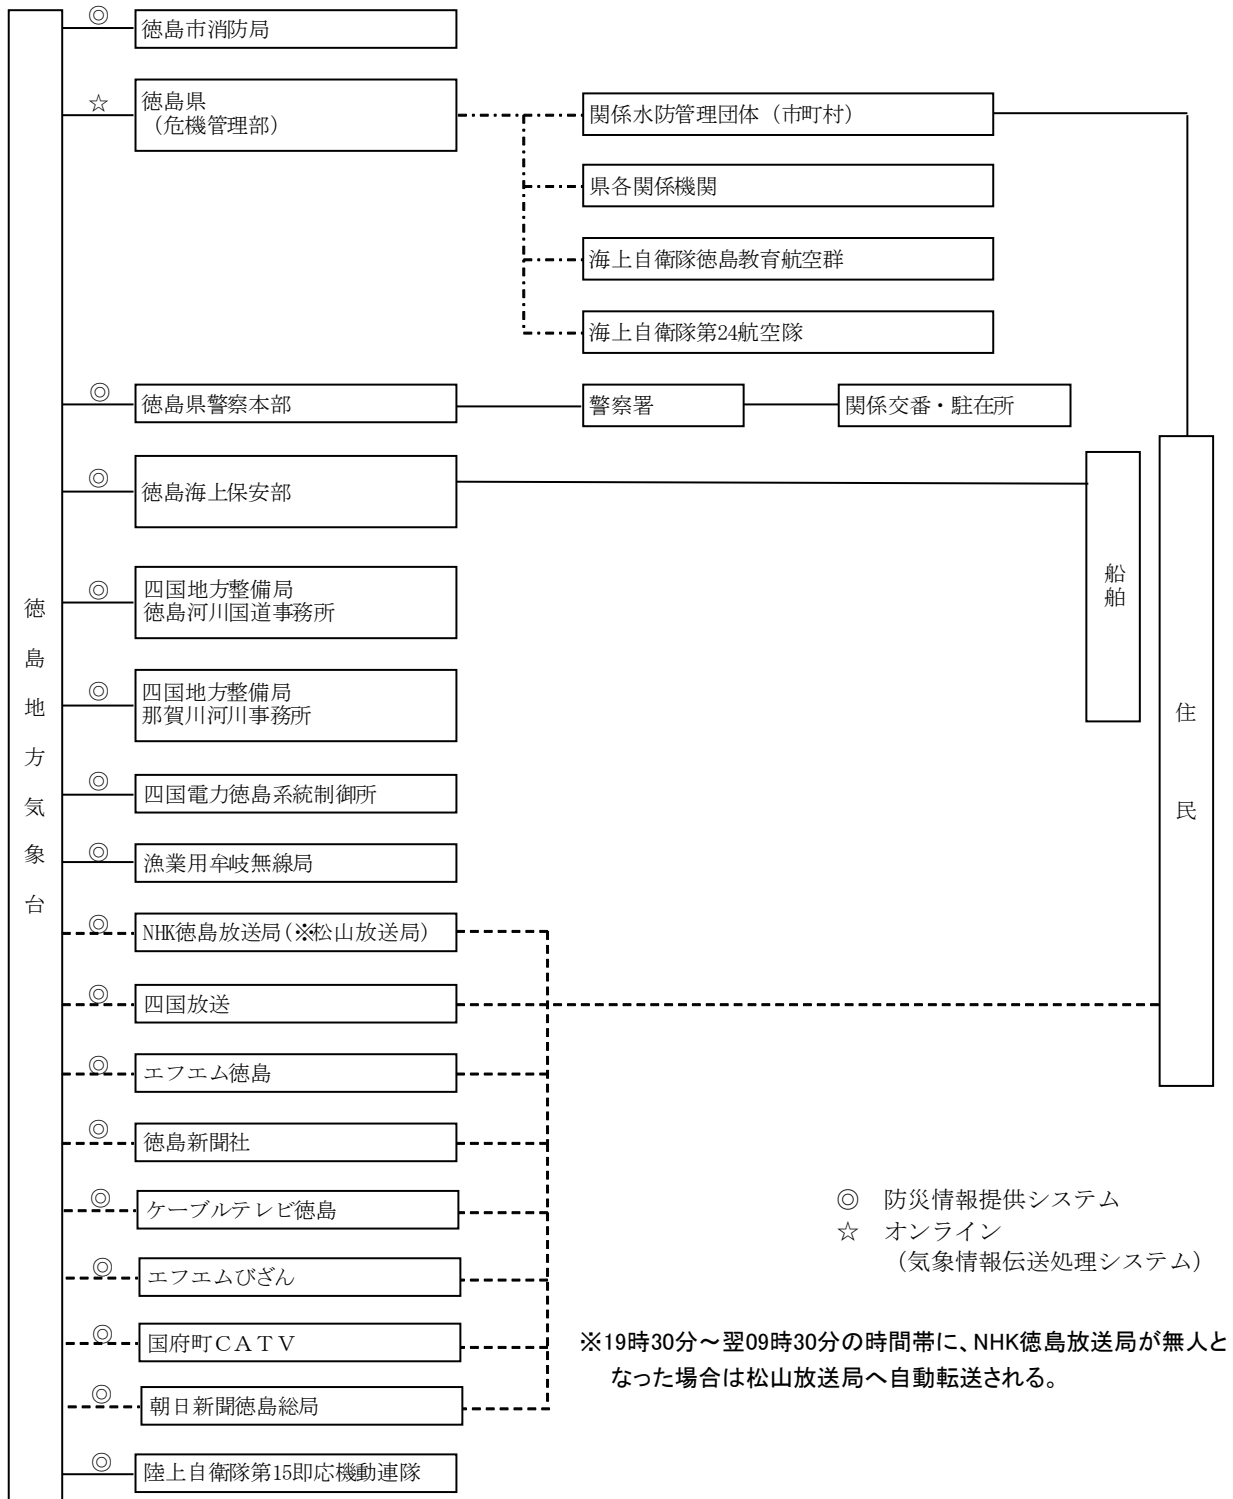 ◎
徳島市消防局
☆
徳島県
（危機管理部）
関係水防管理団体（市町村）
県各関係機関
海上自衛隊徳島教育航空群
海上自衛隊第24航空隊
◎
徳島県警察本部
警察署
関係交番・駐在所
◎
徳島海上保安部
船舶
住民
徳島地方気象台
◎
四国地方整備局
徳島河川国道事務所
◎
四国地方整備局
那賀川河川事務所
◎
四国電力徳島系統制御所
◎
漁業用牟岐無線局
◎
NHK徳島放送局(※松山放送局)
◎
四国放送
◎
エフエム徳島
◎
徳島新聞社
◎
ケーブルテレビ徳島
◎
エフエムびざん
◎
国府町ＣＡＴＶ
◎
朝日新聞徳島総局
◎
陸上自衛隊第15即応機動連隊
◎　防災情報提供システム
☆　オンライン
（気象情報伝送処理システム）
※19時30分～翌09時30分の時間帯に、NHK徳島放送局が無人と
なった場合は松山放送局へ自動転送される。